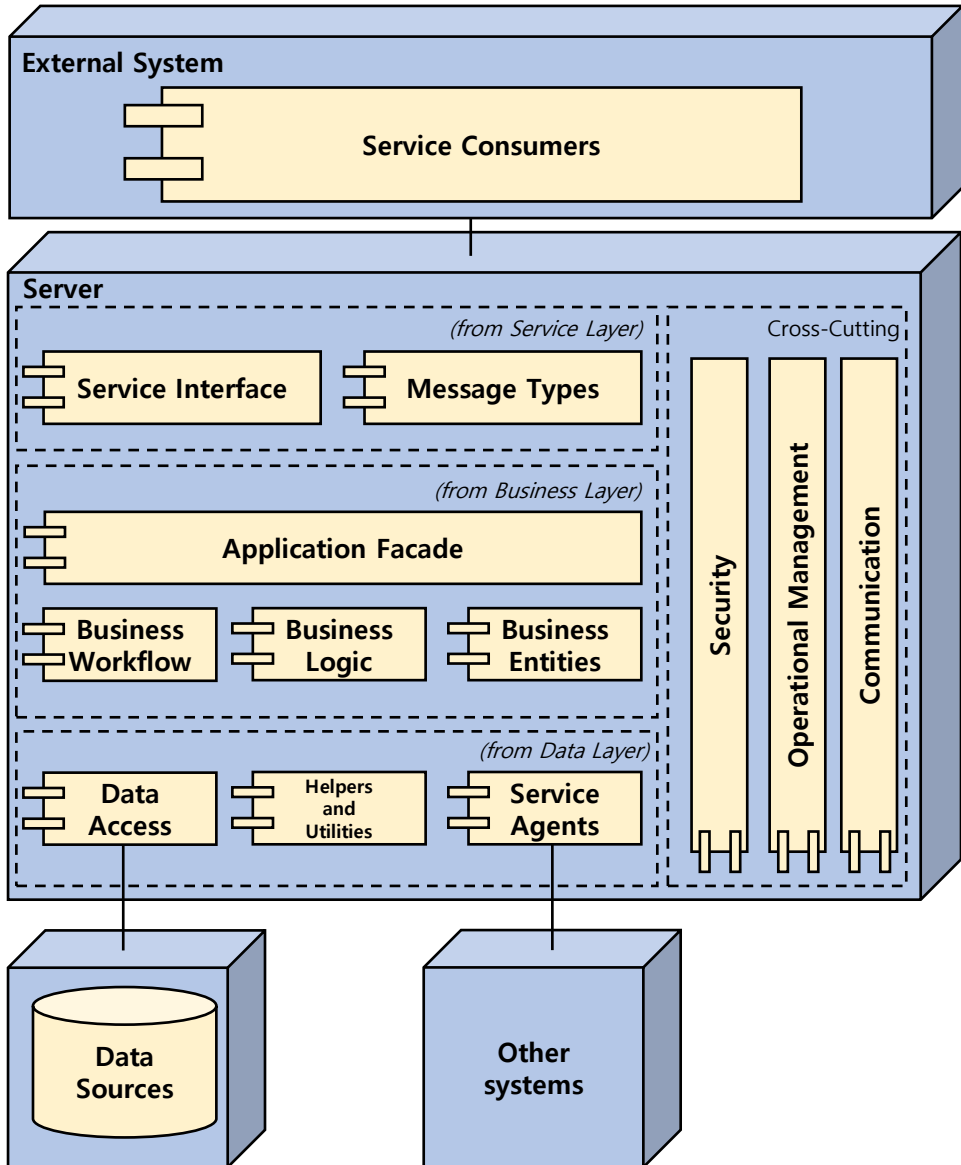 External System
Service Consumers
Server
(from Service Layer)
Service Interface
Message Types
(from Business Layer)
Application Facade
Business
Workflow
Business
Logic
Business
Entities
(from Data Layer)
Data
Access
Helpers
and
Utilities
Service
Agents
Cross-Cutting
Security
Operational Management
Communication
Data
Sources
Other
systems